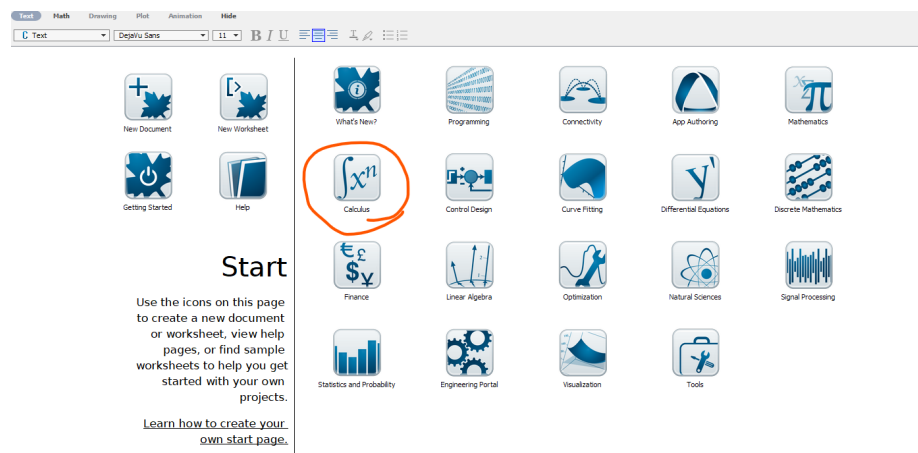 Text Math Drawing Plot Animation Hide
C Text DejaVu Sans 11 B I U
New Document New Worksheet
Getting Started Help
Start
Use the icons on this page
to create a new document
or worksheet, view help
pages, or find sample
worksheets to help you get
started with your own
projects.
Learn how to create your
own start page.
What's New? Programming Connectivity App Authoring Mathematics
Calculus Control Design Curve Fitting Differential Equations Discrete Mathematics
Finance Linear Algebra Optimization Natural Sciences Signal Processing
Statistics and Probability Engineering Portal Visualization Tools